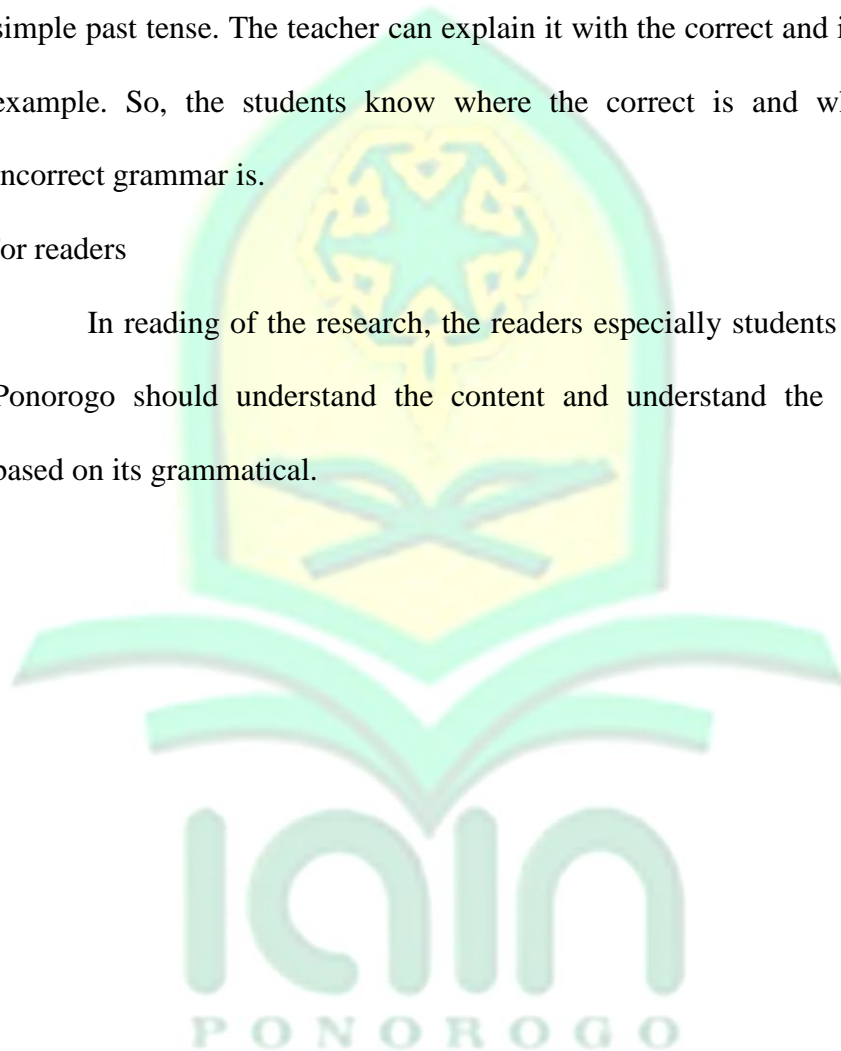 simple past tense. The teacher can explain it with the correct and
example. So, the students know where the correct is and
incorrect grammar is.
for readers
In reading of the research, the readers especially students
Ponorogo should understand the content and understand the
based on its grammatical.
iain
PONOROGO